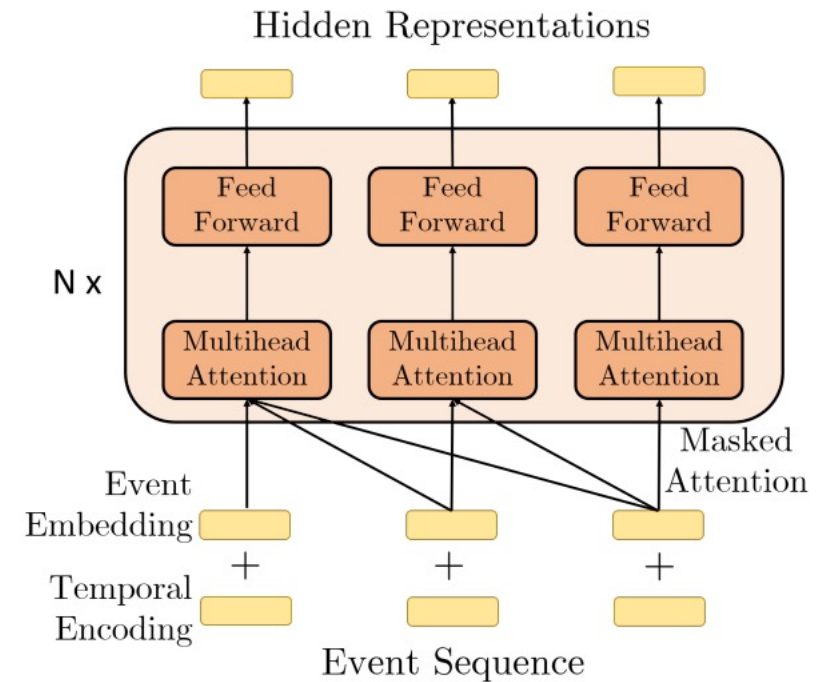 Hidden Representations
Feed
Forward
Feed
Forward
Feed
Forward
N x
Multihead
Attention
Multihead
Attention
Multihead
Attention
Masked
Attention
Event
Embedding
+
+
+
Temporal
Encoding
Event Sequence